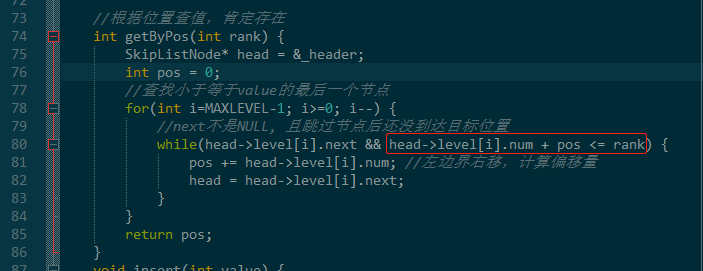 72
73 //根据位置查值，肯定存在
74 int getByPos(int rank) {
75 SkipListNode* head = &_header;
76 int pos = 0;
77 //查找小于等于value的最后一个节点
78 for(int i=MAXLEVEL-1; i>=0; i--) {
79 //next不是NULL, 且跳过节点后还没到达目标位置
80 while(head->level[i].next && head->level[i].num + pos <= rank) {
81 pos += head->level[i].num; //左边界右移，计算偏移量
82 head = head->level[i].next;
83 }
84 }
85 return pos;
86 }
87 void insert(int value) {